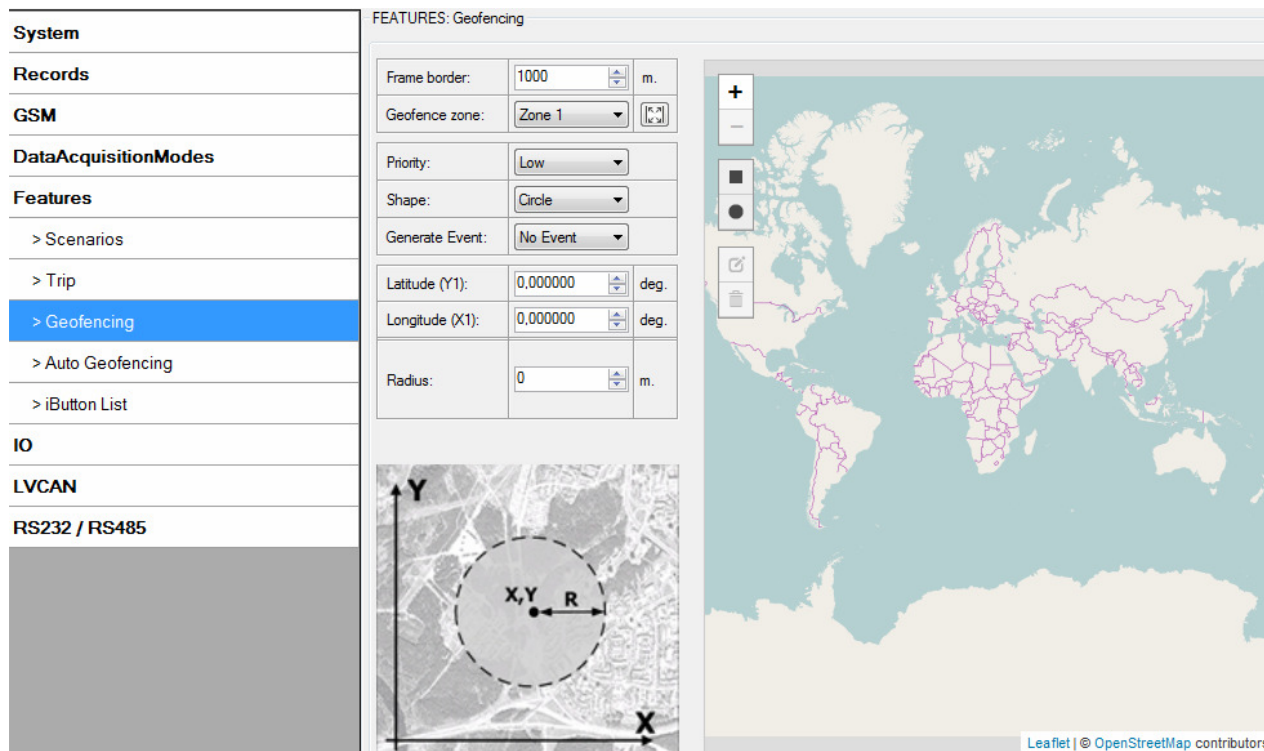 System
Records
GSM
DataAcquisitionModes
Features
> Scenarios
> Trip
> Geofencing
> Auto Geofencing
> iButton List
IO
LVCAN
RS232 / RS485
FEATURES: Geofencing
Frame border: 1000 m.
Geofence zone: Zone 1
Priority: Low
Shape: Circle
Generate Event: No Event
Latitude (Y1): 0,000000 deg.
Longitude (X1): 0,000000 deg.
Radius: 0 m.
Y
X,Y R
X
+
−
Leaflet | © OpenStreetMap contributors